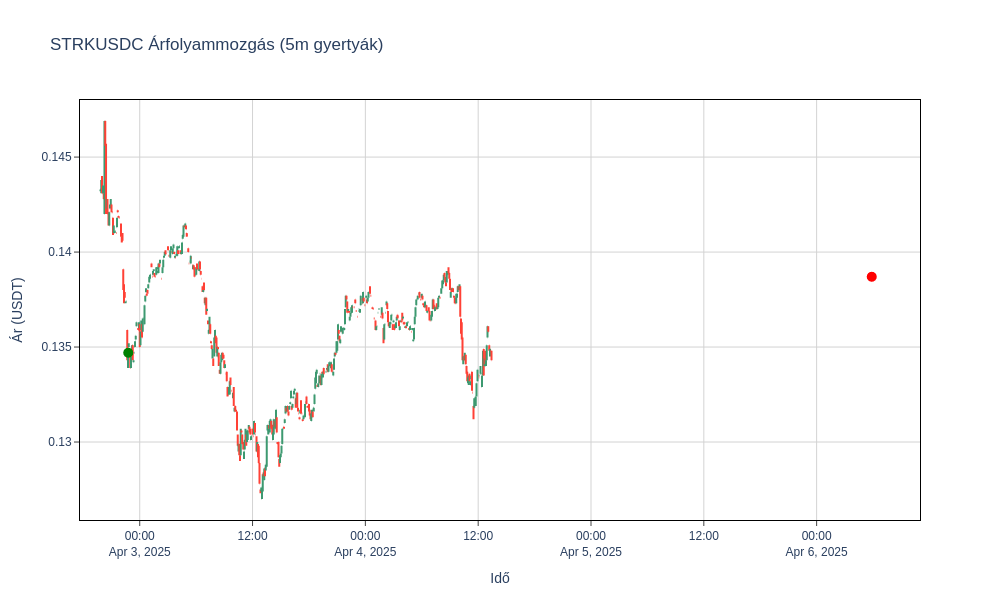 STRKUSDC Árfolyammozgás (5m gyertyák)
0.145
0.14
0.135
0.13
Ár (USDT)
00:00 12:00 00:00 12:00 00:00 12:00 00:00
Apr 3, 2025 Apr 4, 2025 Apr 5, 2025 Apr 6, 2025
Idő